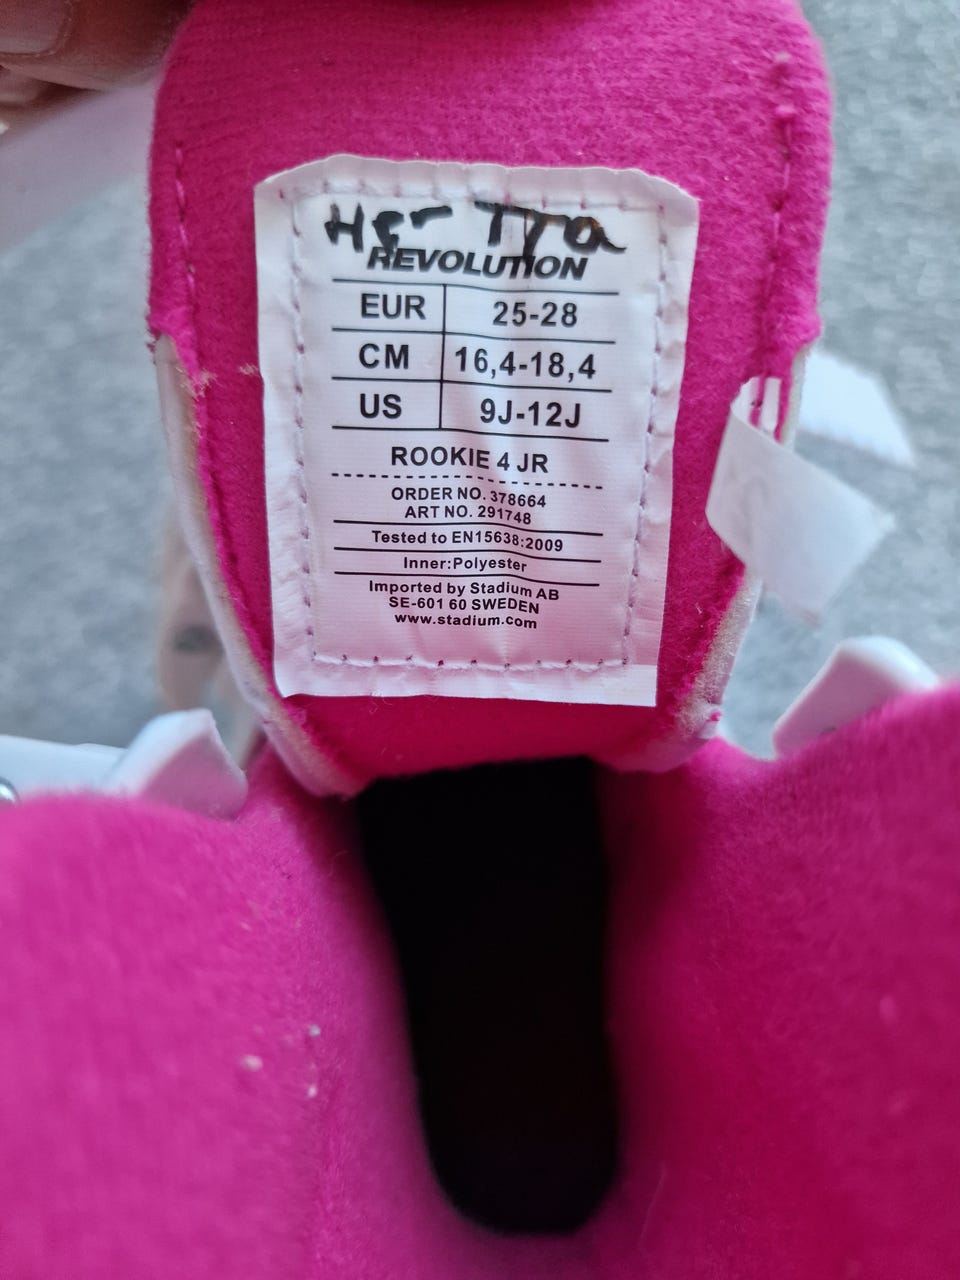 Hertta
REVOLUTION
EUR 25-28
CM 16,4-18,4
US 9J-12J
ROOKIE 4 JR
ORDER NO. 378664
ART NO. 291748
Tested to EN15638:2009
Inner:Polyester
Imported by Stadium AB
SE-601 60 SWEDEN
www.stadium.com